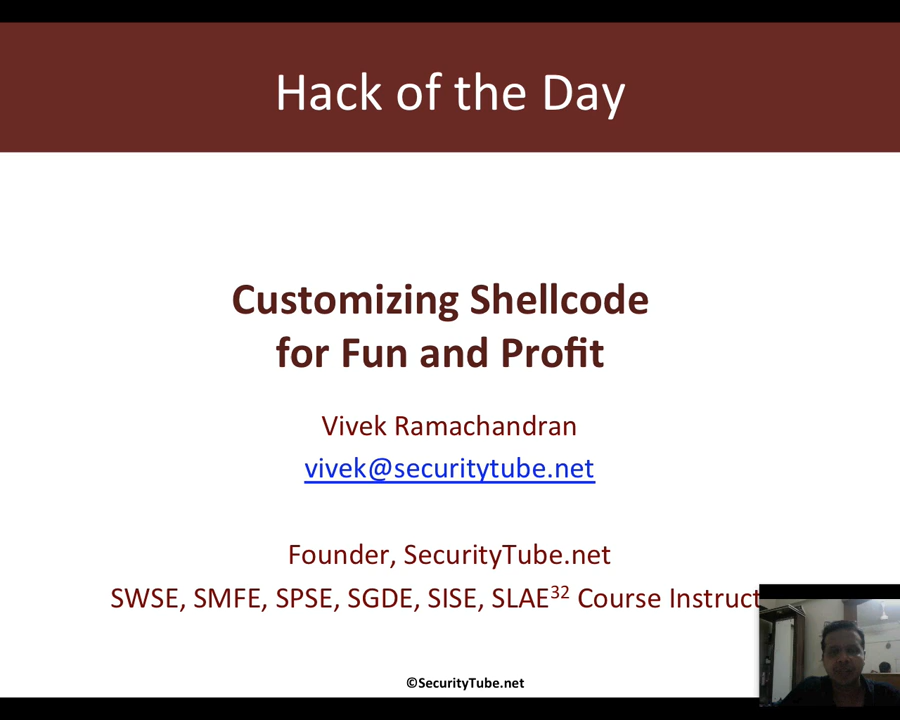 Hack of the Day
Customizing Shellcode
for Fun and Profit
Vivek Ramachandran
vivek@securitytube.net
Founder, SecurityTube.net
SWSE, SMFE, SPSE, SGDE, SISE, SLAE³² Course Instruct
©SecurityTube.net